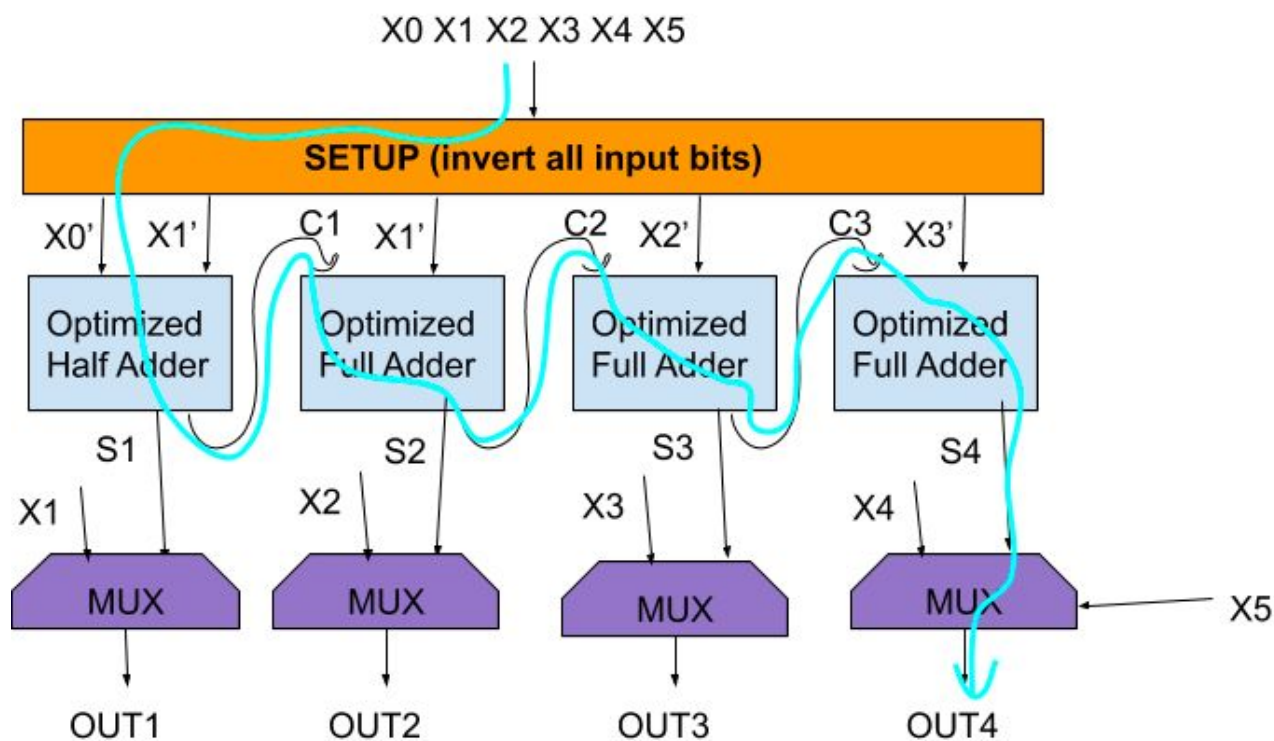 X0 X1 X2 X3 X4 X5
SETUP (invert all input bits)
X0' X1' C1 X1' C2 X2' C3 X3'
Optimized Half Adder
Optimized Full Adder
Optimized Full Adder
Optimized Full Adder
S1 S2 S3 S4
X1 X2 X3 X4
MUX MUX MUX MUX X5
OUT1 OUT2 OUT3 OUT4